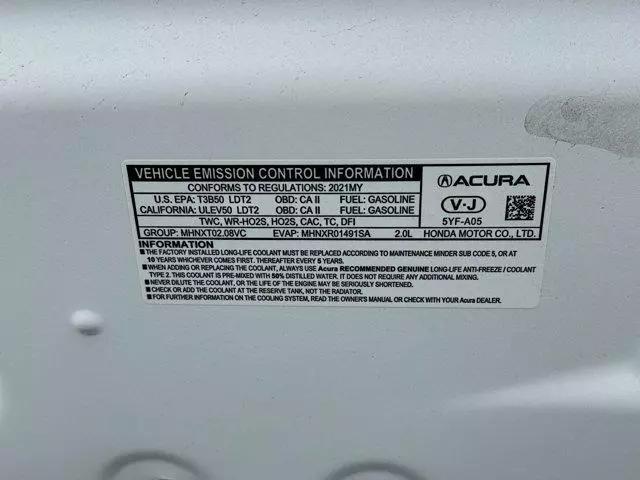 VEHICLE EMISSION CONTROL INFORMATION
CONFORMS TO REGULATIONS: 2021MY
U.S. EPA: T3B50 LDT2 OBD: CA II FUEL: GASOLINE
CALIFORNIA: ULEV50 LDT2 OBD: CA II FUEL: GASOLINE
TWC, WR-HO2S, HO2S, CAC, TC, DFI
GROUP: MHNXT02.08VC EVAP: MHNXR01491SA 2.0L
ACURA
V-J
5YF-A05
HONDA MOTOR CO., LTD.
INFORMATION
■ THE FACTORY INSTALLED LONG-LIFE COOLANT MUST BE REPLACED ACCORDING TO MAINTENANCE MINDER SUB CODE 5, OR AT
10 YEARS WHICHEVER COMES FIRST, AND THEREAFTER EVERY 5 YEARS.
■ WHEN ADDING OR REPLACING THE COOLANT, ALWAYS USE Acura RECOMMENDED GENUINE LONG-LIFE ANTI-FREEZE / COOLANT
TYPE 2. THIS COOLANT IS PRE-MIXED WITH 50% DISTILLED WATER. IT DOES NOT REQUIRE ANY ADDITIONAL MIXING.
■ NEVER ADD WATER, OR THE LIFE OF THE ENGINE MAY BE SERIOUSLY SHORTENED.
■ CHECK OR ADD THE COOLANT AT THE RESERVE TANK, NOT THE RADIATOR.
■ FOR FURTHER INFORMATION ON THE COOLING SYSTEM, READ THE OWNER'S MANUAL OR CHECK WITH YOUR Acura DEALER.